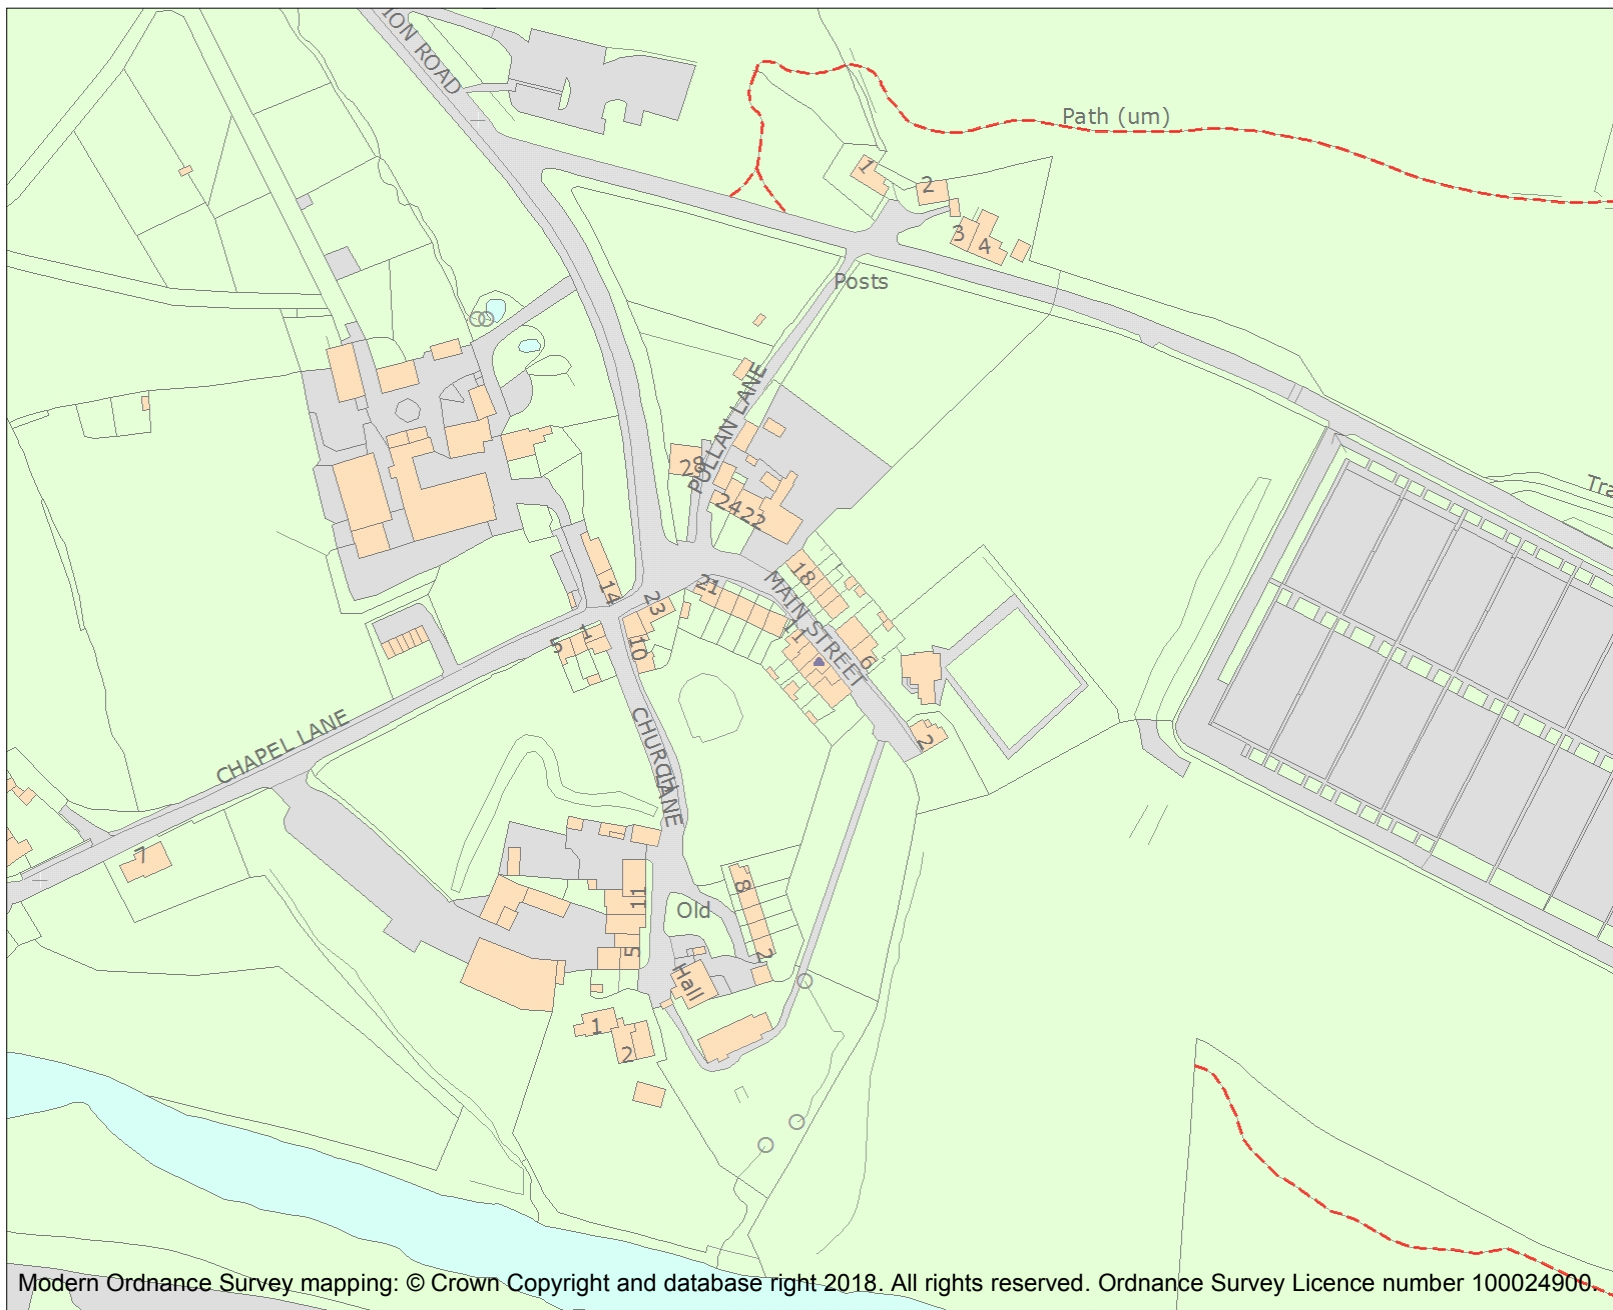 ION ROAD
Path (um)
1
2
3
4
Posts
PULLAN LANE
28
24
22
18
MAIN STREET
14
23
21
11
1
5
10
6
2
CHAPEL LANE
CHURCH
LANE
7
11
8
Old
5
2
Hall
1
2
Tra
Modern Ordnance Survey mapping: © Crown Copyright and database right 2018. All rights reserved. Ordnance Survey Licence number 100024900.